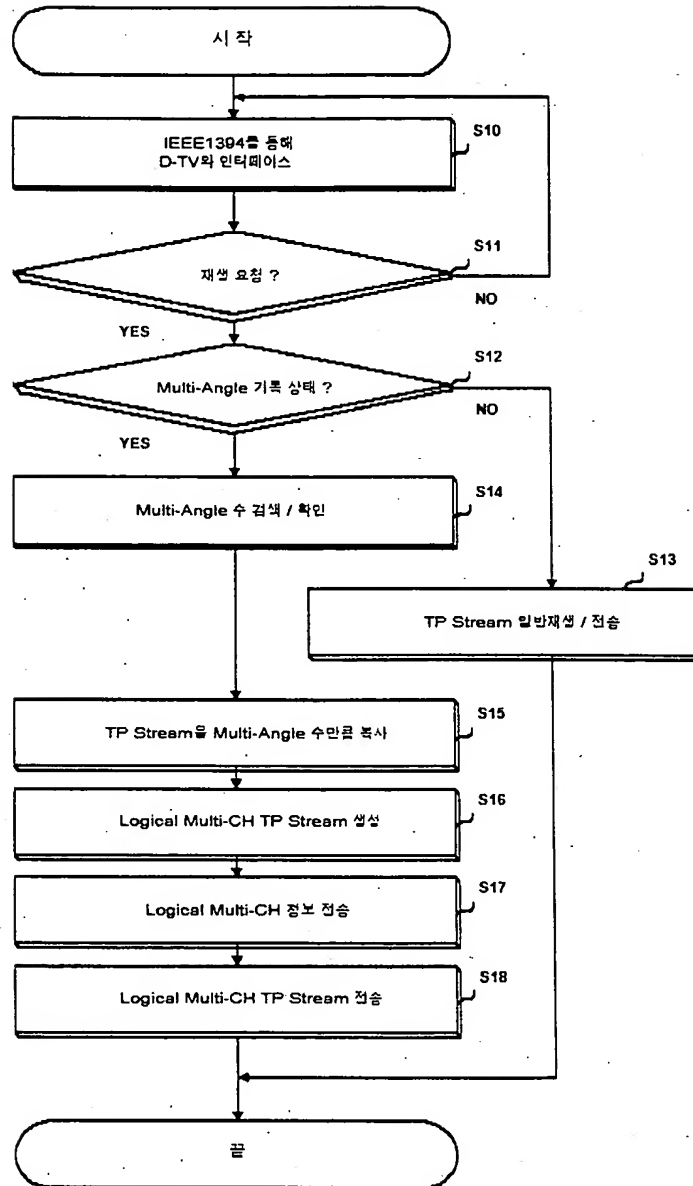 시 작
IEEE1394를 통해
D-TV와 인터페이스
S10
재생 요청 ?
S11
NO
YES
Multi-Angle 기록 상태 ?
S12
NO
YES
Multi-Angle 수 검색 / 확인
S14
S13
TP Stream 일반재생 / 전송
TP Stream을 Multi-Angle 수만큼 복사
S15
Logical Multi-CH TP Stream 생성
S16
Logical Multi-CH 정보 전송
S17
Logical Multi-CH TP Stream 전송
S18
끝